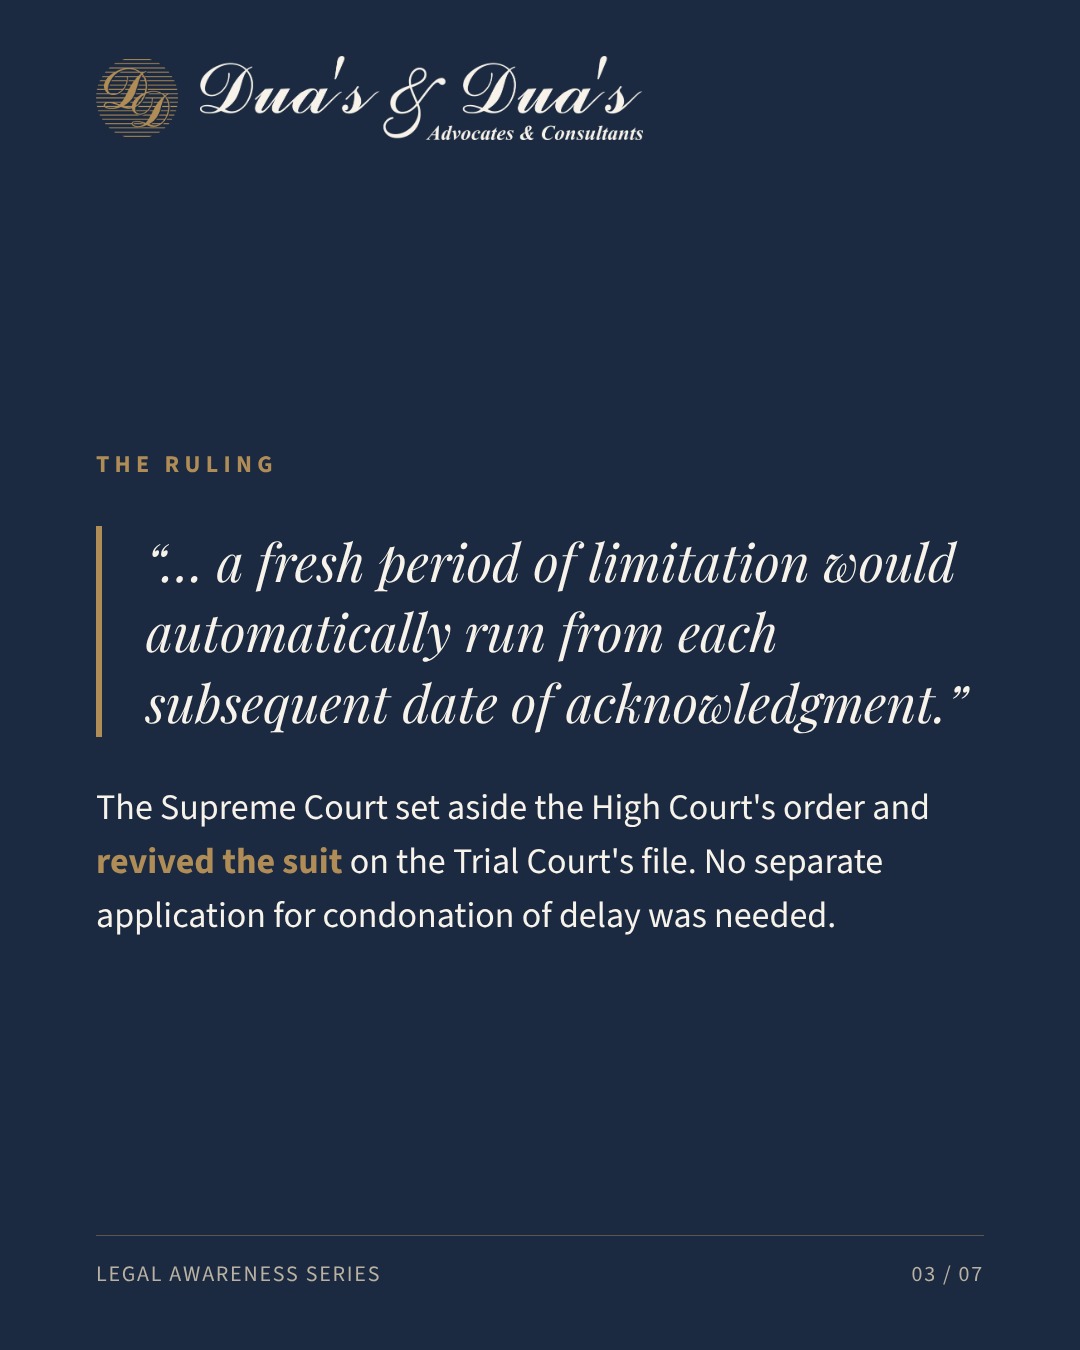 DD
Dua's & Dua's
Advocates & Consultants
THE RULING
“... a fresh period of limitation would
automatically run from each
subsequent date of acknowledgment.”
The Supreme Court set aside the High Court's order and
revived the suit on the Trial Court's file. No separate
application for condonation of delay was needed.
LEGAL AWARENESS SERIES
03 / 07